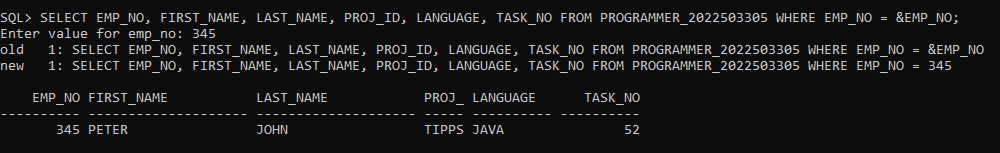 SQL> SELECT EMP_NO, FIRST_NAME, LAST_NAME, PROJ_ID, LANGUAGE, TASK_NO FROM PROGRAMMER_2022503305 WHERE EMP_NO = &EMP_NO;
Enter value for emp_no: 345
old   1: SELECT EMP_NO, FIRST_NAME, LAST_NAME, PROJ_ID, LANGUAGE, TASK_NO FROM PROGRAMMER_2022503305 WHERE EMP_NO = &EMP_NO
new   1: SELECT EMP_NO, FIRST_NAME, LAST_NAME, PROJ_ID, LANGUAGE, TASK_NO FROM PROGRAMMER_2022503305 WHERE EMP_NO = 345
    EMP_NO FIRST_NAME           LAST_NAME            PROJ_ LANGUAGE      TASK_NO
---------- -------------------- -------------------- ----- ---------- ----------
       345 PETER                JOHN                 TIPPS JAVA               52